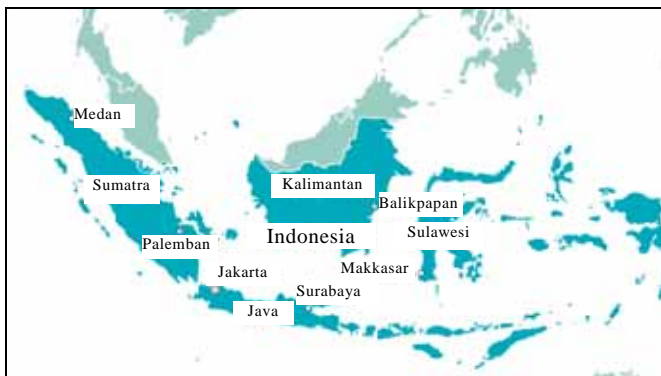 Medan
Sumatra
Kalimantan
Balikpapan
Palemban
Indonesia
Sulawesi
Jakarta
Makkasar
Surabaya
Java